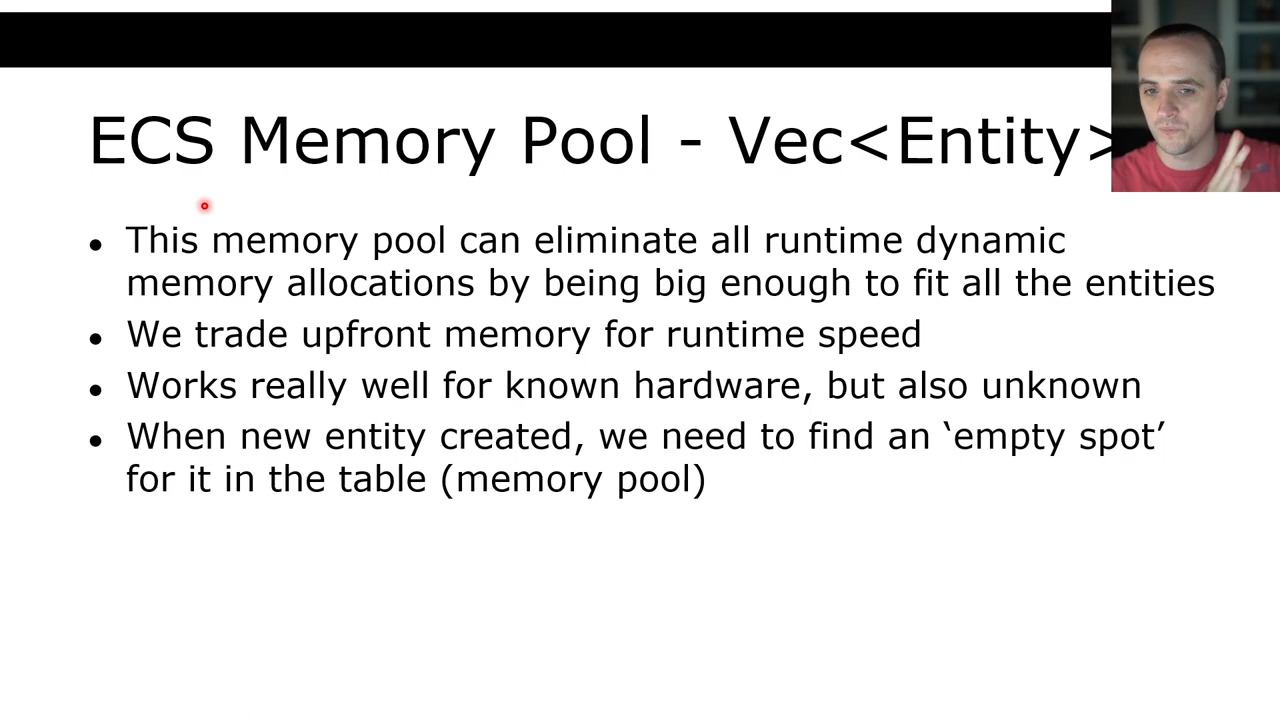 ECS Memory Pool - Vec<Entity>
• This memory pool can eliminate all runtime dynamic
memory allocations by being big enough to fit all the entities
• We trade upfront memory for runtime speed
• Works really well for known hardware, but also unknown
• When new entity created, we need to find an ‘empty spot’
for it in the table (memory pool)